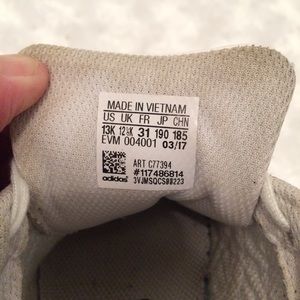 MADE IN VIETNAM
US UK FR JP CHN
13K 12½K 31 190 185
EVM 004001 03/17
ART C77394
#117486814
adidas 3VJMSQCS88223